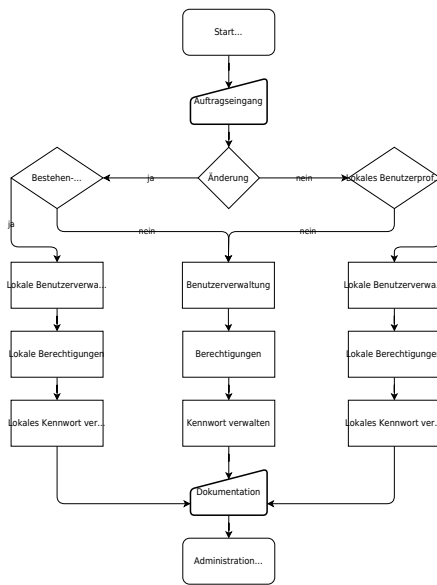 Start...
Auftragseingang
Bestehen-...
ja
Änderung
nein
Lokales Benutzerprof
ja
nein
nein
Lokale Benutzerverwa...
Benutzerverwaltung
Lokale Benutzerverwa..
Lokale Berechtigungen
Berechtigungen
Lokale Berechtigungen
Lokales Kennwort ver...
Kennwort verwalten
Lokales Kennwort ver..
Dokumentation
Administration...